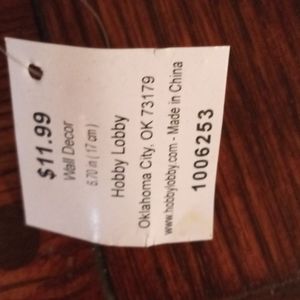 $11.99
Wall Decor
6.70 in ( 17 cm )
Hobby Lobby
Oklahoma City, OK 73179
www.hobbylobby.com - Made in China
1006253